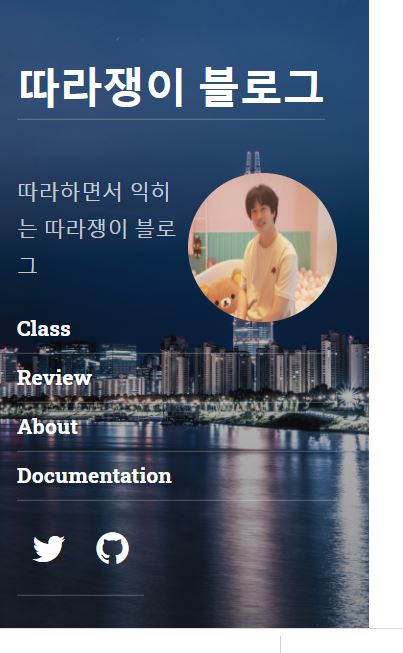 따라쟁이 블로그
따라하면서 익히
는 따라쟁이 블로
그
Class
Review
About
Documentation